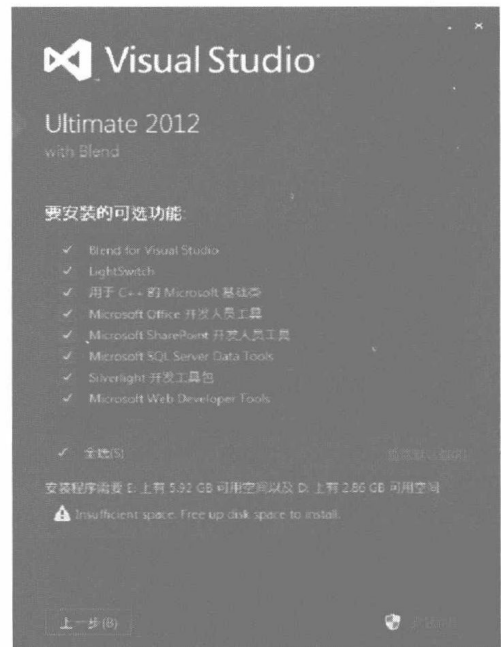 Visual Studio
Ultimate 2012
with Blend
要安装的可选功能:
Blend for Visual Studio
LightSwitch
用于 C++ 的 Microsoft 基础类
Microsoft Office 开发人员工具
Microsoft SharePoint 开发人员工具
Microsoft SQL Server Data Tools
Silverlight 开发工具包
Microsoft Web Developer Tools
全选(S)
安装程序需要 E: 上有 5.92 GB 可用空间以及 D: 上有 2.86 GB 可用空间
Insufficient space. Free up disk space to install.
上一步(B)